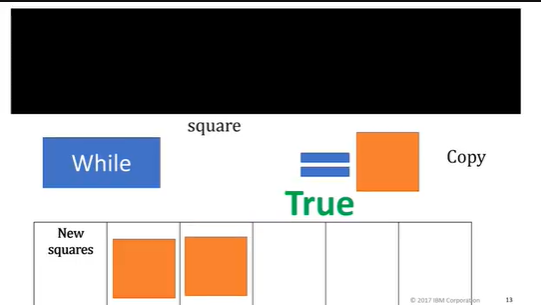 square
While
Copy
True
New
squares
© 2017 IBM Corporation
13